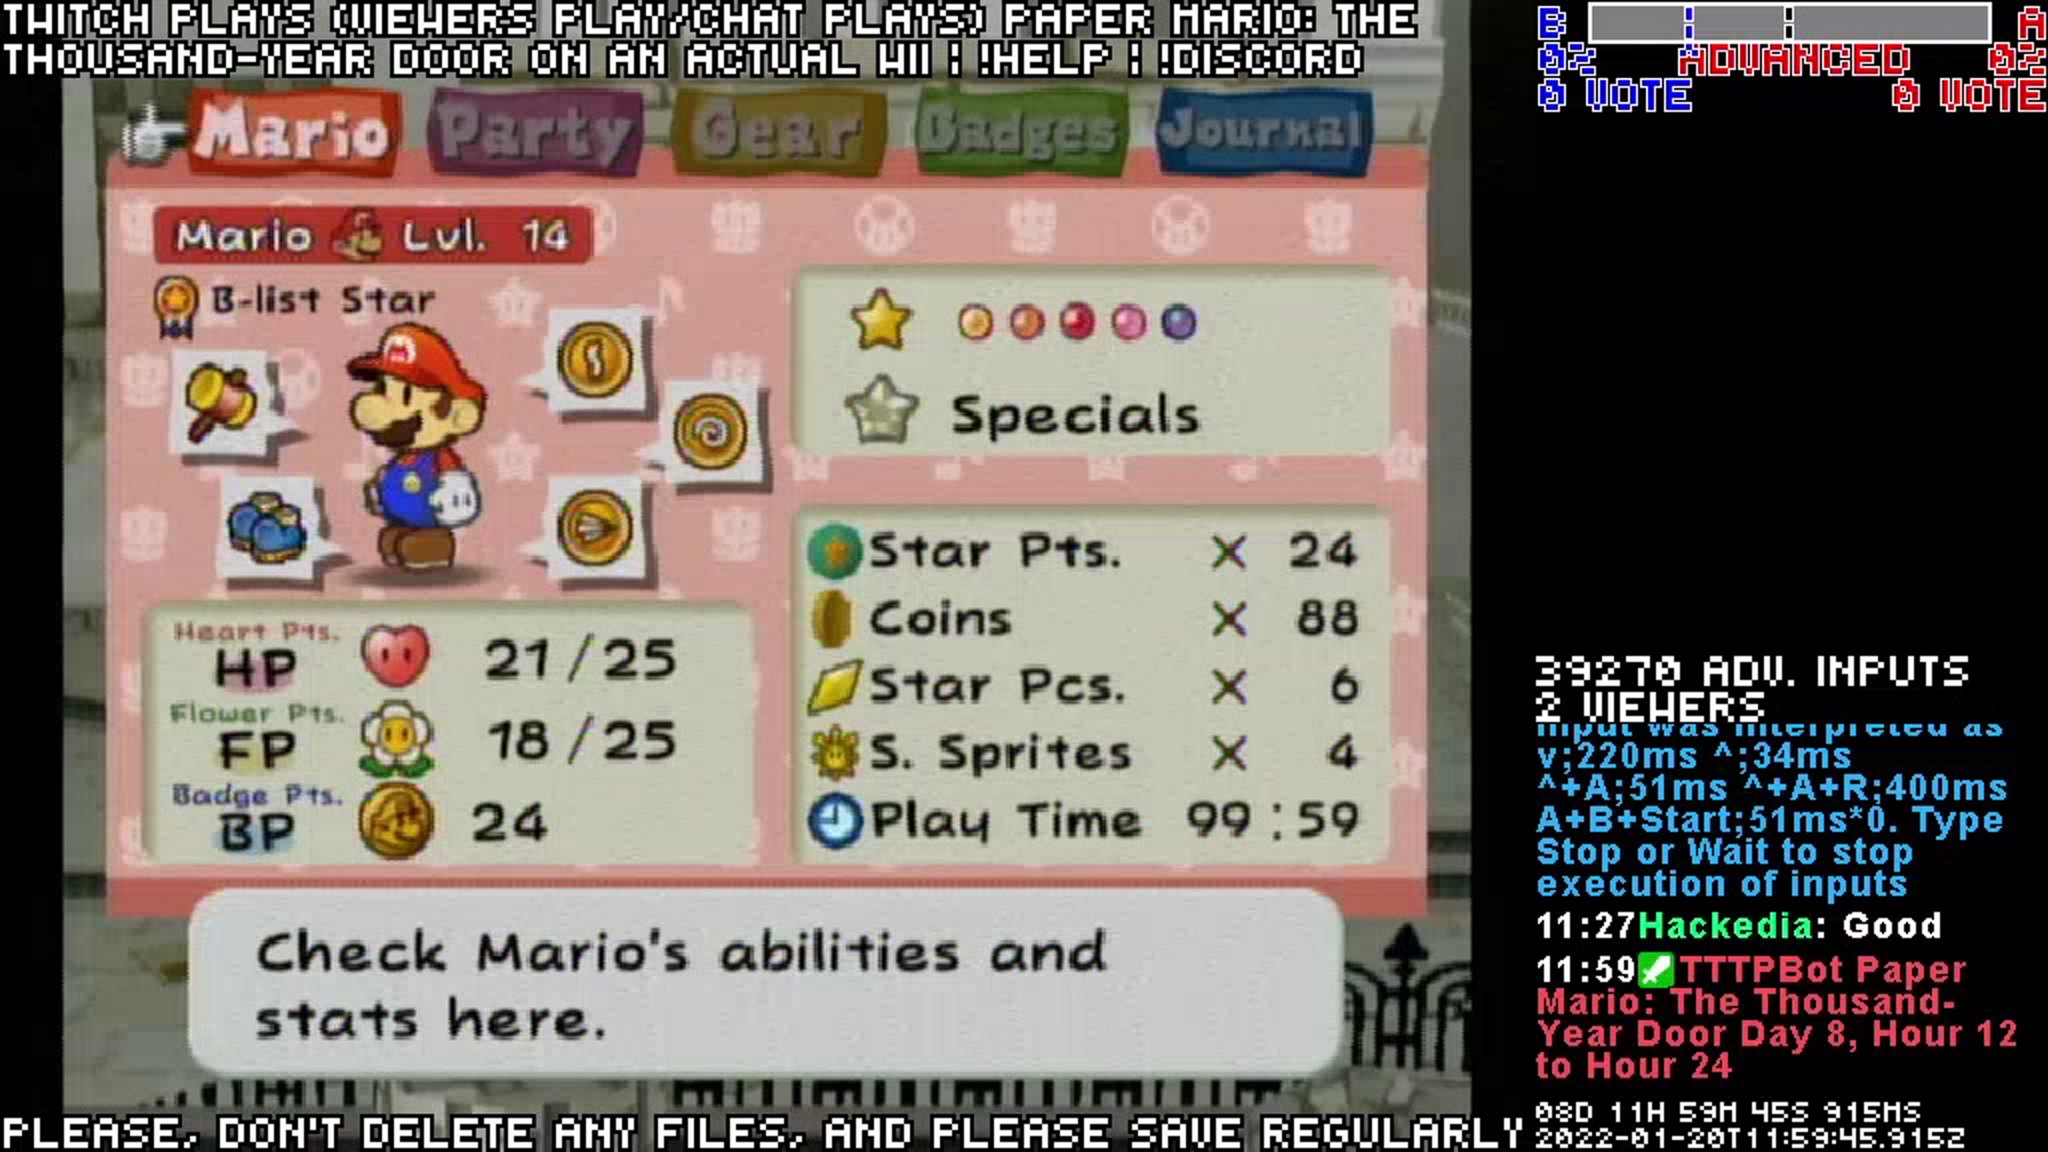 TWITCH PLAYS (VIEWERS PLAY/CHAT PLAYS) PAPER MARIO: THE
THOUSAND-YEAR DOOR ON AN ACTUAL WII ¦ !HELP ¦ !DISCORD
B A
0% ADVANCED 0%
0 VOTE 0 VOTE
Mario Party Gear Badges Journal
Mario Lvl. 14
B-list Star
Specials
Star Pts. × 24
Coins × 88
Star Pcs. × 6
S. Sprites × 4
Play Time 99:59
Heart Pts.
HP 21/25
Flower Pts.
FP 18/25
Badge Pts.
BP 24
Check Mario's abilities and
stats here.
39270 ADV. INPUTS
2 VIEWERS
input was interpreted as
v;220ms ^;34ms
^+A;51ms ^+A+R;400ms
A+B+Start;51ms*0. Type
Stop or Wait to stop
execution of inputs
11:27Hackedia: Good
11:59TTTPBot Paper
Mario: The Thousand-
Year Door Day 8, Hour 12
to Hour 24
08D 11H 59M 45S 915MS
2022-01-20T11:59:45.915Z
PLEASE, DON'T DELETE ANY FILES, AND PLEASE SAVE REGULARLY